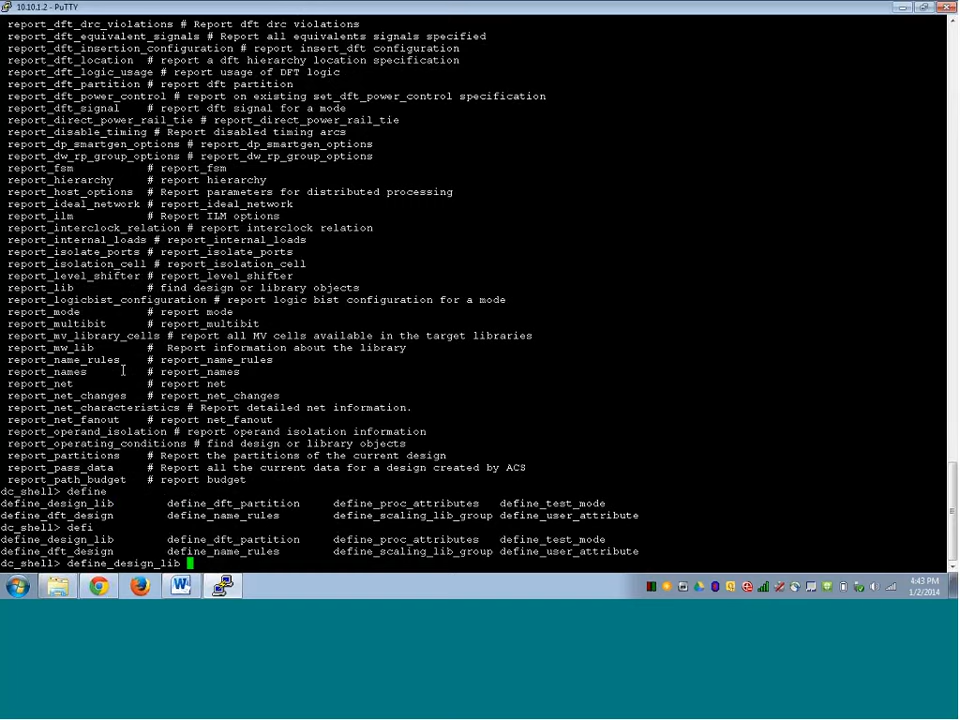 10.10.1.2 - PuTTY
report_dft_drc_violations # Report dft drc violations
report_dft_equivalent_signals # Report all equivalents signals specified
report_dft_insertion_configuration # report insert_dft configuration
report_dft_location  # report a dft hierarchy location specification
report_dft_logic_usage # report usage of DFT logic
report_dft_partition # report dft partition
report_dft_power_control # report on existing set_dft_power_control specification
report_dft_signal    # report dft signal for a mode
report_direct_power_rail_tie # report_direct_power_rail_tie
report_disable_timing # Report disabled timing arcs
report_dp_smartgen_options # report_dp_smartgen_options
report_dw_rp_group_options # report_dw_rp_group_options
report_fsm           # report_fsm
report_hierarchy     # report hierarchy
report_host_options  # Report parameters for distributed processing
report_ideal_network # report_ideal_network
report_ilm           # Report ILM options
report_interclock_relation # report interclock relation
report_internal_loads # report_internal_loads
report_isolate_ports # report_isolate_ports
report_isolation_cell # report_isolation_cell
report_level_shifter # report_level_shifter
report_lib           # find design or library objects
report_logicbist_configuration # report logic bist configuration for a mode
report_mode          # report mode
report_multibit      # report_multibit
report_mv_library_cells # report all MV cells available in the target libraries
report_mw_lib        #  Report information about the library
report_name_rules    # report_name_rules
report_names         # report_names
report_net           # report net
report_net_changes   # report_net_changes
report_net_characteristics # Report detailed net information.
report_net_fanout    # report net_fanout
report_operand_isolation # report operand isolation information
report_operating_conditions # find design or library objects
report_partitions    # Report the partitions of the current design
report_pass_data     # Report all the current data for a design created by ACS
report_path_budget   # report budget
dc_shell> define
define_design_lib        define_dft_partition     define_proc_attributes   define_test_mode
define_dft_design        define_name_rules        define_scaling_lib_group define_user_attribute
dc_shell> defi
define_design_lib        define_dft_partition     define_proc_attributes   define_test_mode
define_dft_design        define_name_rules        define_scaling_lib_group define_user_attribute
dc_shell> define_design_lib
4:43 PM
1/2/2014